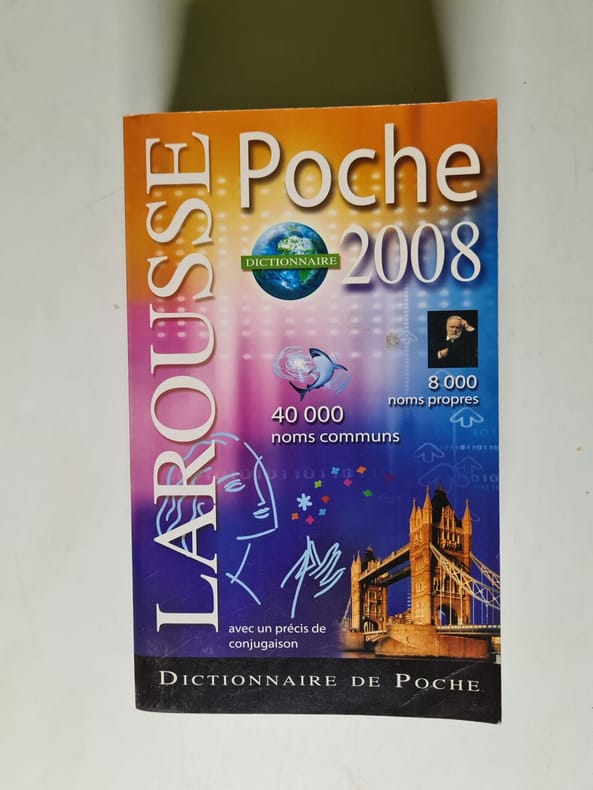 LAROUSSE
Poche
DICTIONNAIRE
2008
8 000
noms propres
40 000
noms communs
avec un précis de
conjugaison
DICTIONNAIRE DE POCHE